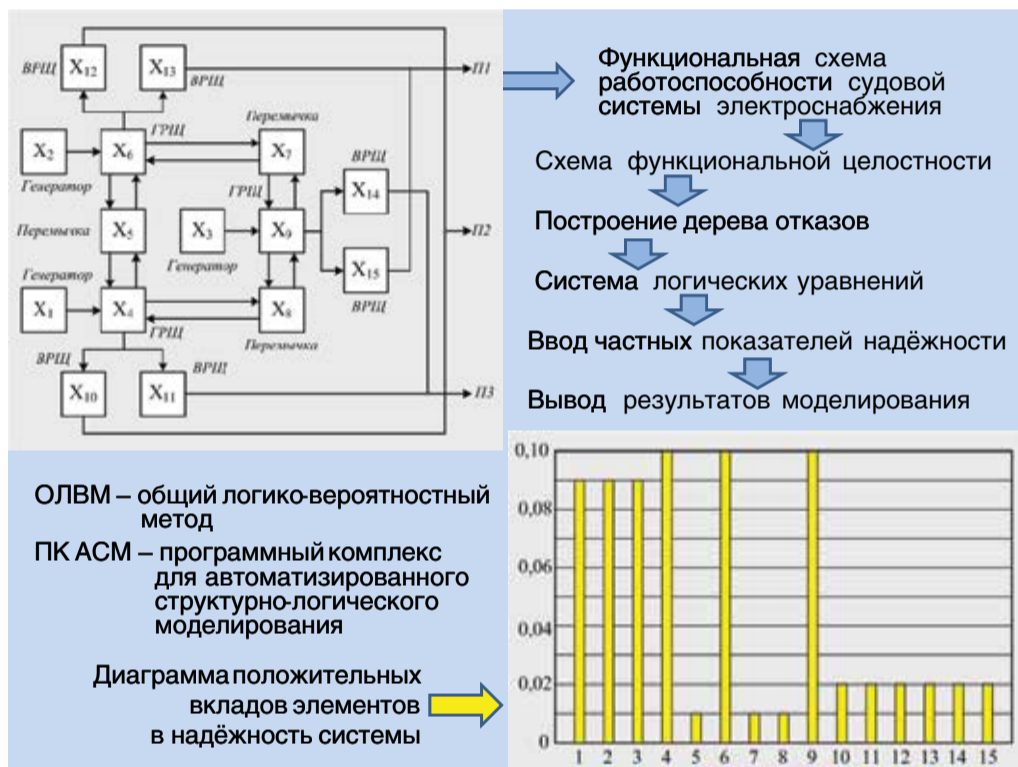 ВРЩ
X12
X13
ВРЩ
П1
ГРЩ
Перемычка
X2
X6
X7
Генератор
ВРЩ
ГРЩ
X14
Перемычка
X5
X3
X9
П2
Генератор
Генератор
X15
ВРЩ
X1
X4
X8
ГРЩ
Перемычка
ВРЩ
ВРЩ
X10
X11
П3
Функциональная схема
работоспособности судовой
системы электроснабжения
Схема функциональной целостности
Построение дерева отказов
Система логических уравнений
Ввод частных показателей надёжности
Вывод результатов моделирования
ОЛВМ – общий логико-вероятностный
метод
ПК АСМ – программный комплекс
для автоматизированного
структурно-логического
моделирования
Диаграмма положительных
вкладов элементов
в надёжность системы
0,10
0,08
0,06
0,04
0,02
0
1 2 3 4 5 6 7 8 9 10 11 12 13 14 15